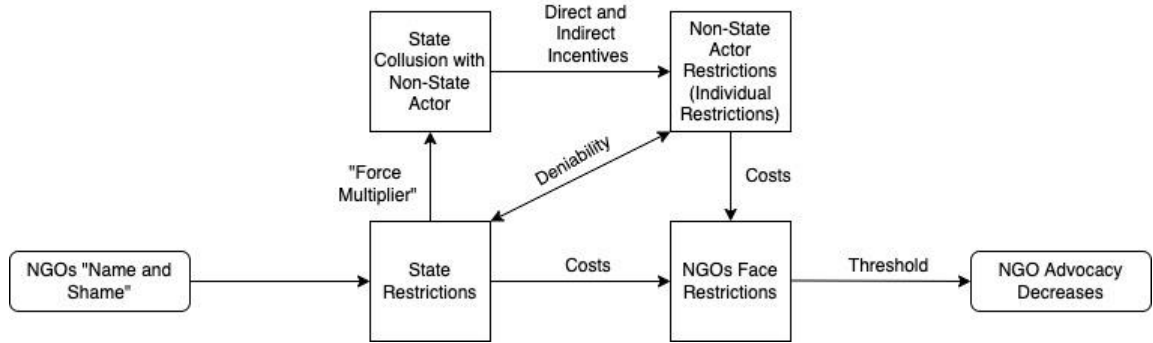 State
Collusion with
Non-State
Actor
Direct and
Indirect
Incentives
Non-State
Actor
Restrictions
(Individual
Restrictions)
"Force
Multiplier"
Deniability
Costs
NGOs "Name and
Shame"
State
Restrictions
Costs
NGOs Face
Restrictions
Threshold
NGO Advocacy
Decreases